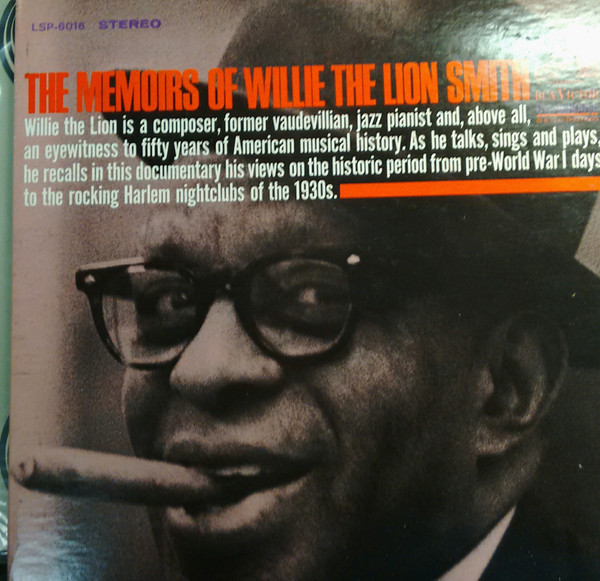 LSP-6016 STEREO
THE MEMOIRS OF WILLIE THE LION SMITH
Willie the Lion is a composer, former vaudevillian, jazz pianist and, above all,
an eyewitness to fifty years of American musical history. As he talks, sings and plays,
he recalls in this documentary his views on the historic period from pre-World War I days
to the rocking Harlem nightclubs of the 1930s.